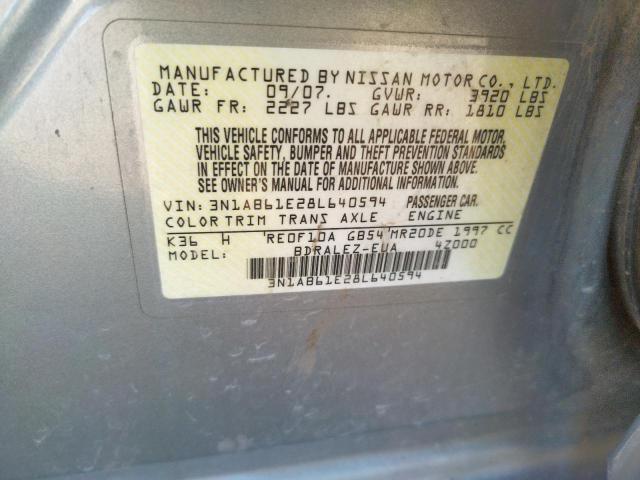 MANUFACTURED BY NISSAN MOTOR CO., LTD.
DATE: 09/07. GVWR: 3920 LBS
GAWR FR: 2227 LBS GAWR RR: 1810 LBS
THIS VEHICLE CONFORMS TO ALL APPLICABLE FEDERAL MOTOR
VEHICLE SAFETY, BUMPER AND THEFT PREVENTION STANDARDS
IN EFFECT ON THE DATE OF MANUFACTURE SHOWN ABOVE.
SEE OWNER'S MANUAL FOR ADDITIONAL INFORMATION.
VIN: 3N1AB61E28L640594 PASSENGER CAR.
COLOR TRIM TRANS AXLE ENGINE
K36 H RE0F10A GB54 MR20DE 1997 CC
MODEL: BDRALEZ-EUA 4Z000
3N1AB61E28L640594